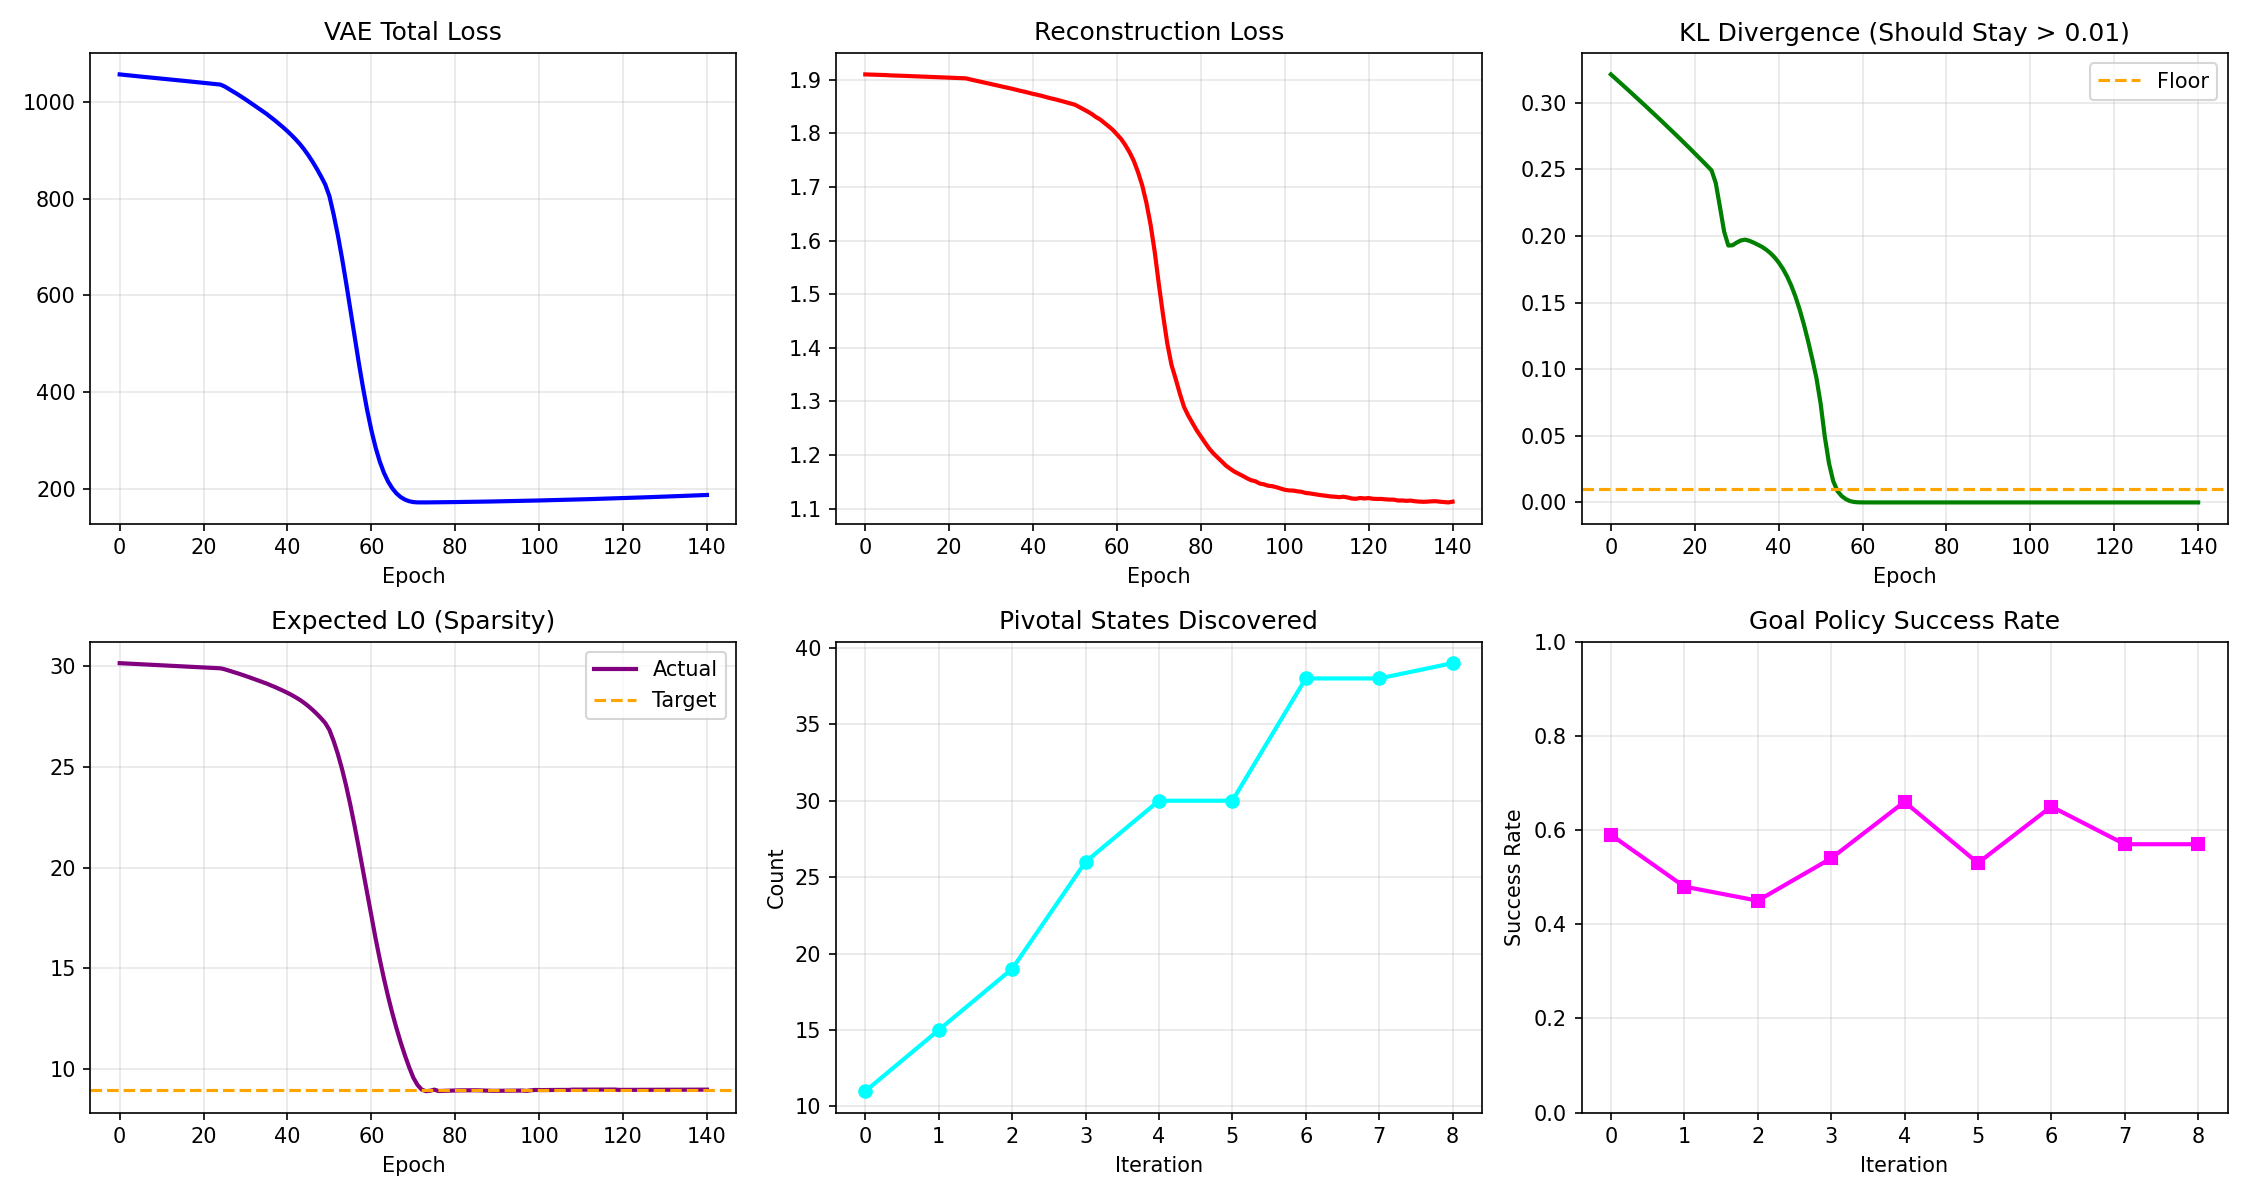 VAE Total Loss
1000
800
600
400
200
0 20 40 60 80 100 120 140
Epoch
Reconstruction Loss
1.9
1.8
1.7
1.6
1.5
1.4
1.3
1.2
1.1
0 20 40 60 80 100 120 140
Epoch
KL Divergence (Should Stay > 0.01)
Floor
0.30
0.25
0.20
0.15
0.10
0.05
0.00
0 20 40 60 80 100 120 140
Epoch
Expected L0 (Sparsity)
Actual
Target
30
25
20
15
10
0 20 40 60 80 100 120 140
Epoch
Pivotal States Discovered
Count
40
35
30
25
20
15
10
0 1 2 3 4 5 6 7 8
Iteration
Goal Policy Success Rate
Success Rate
1.0
0.8
0.6
0.4
0.2
0.0
0 1 2 3 4 5 6 7 8
Iteration